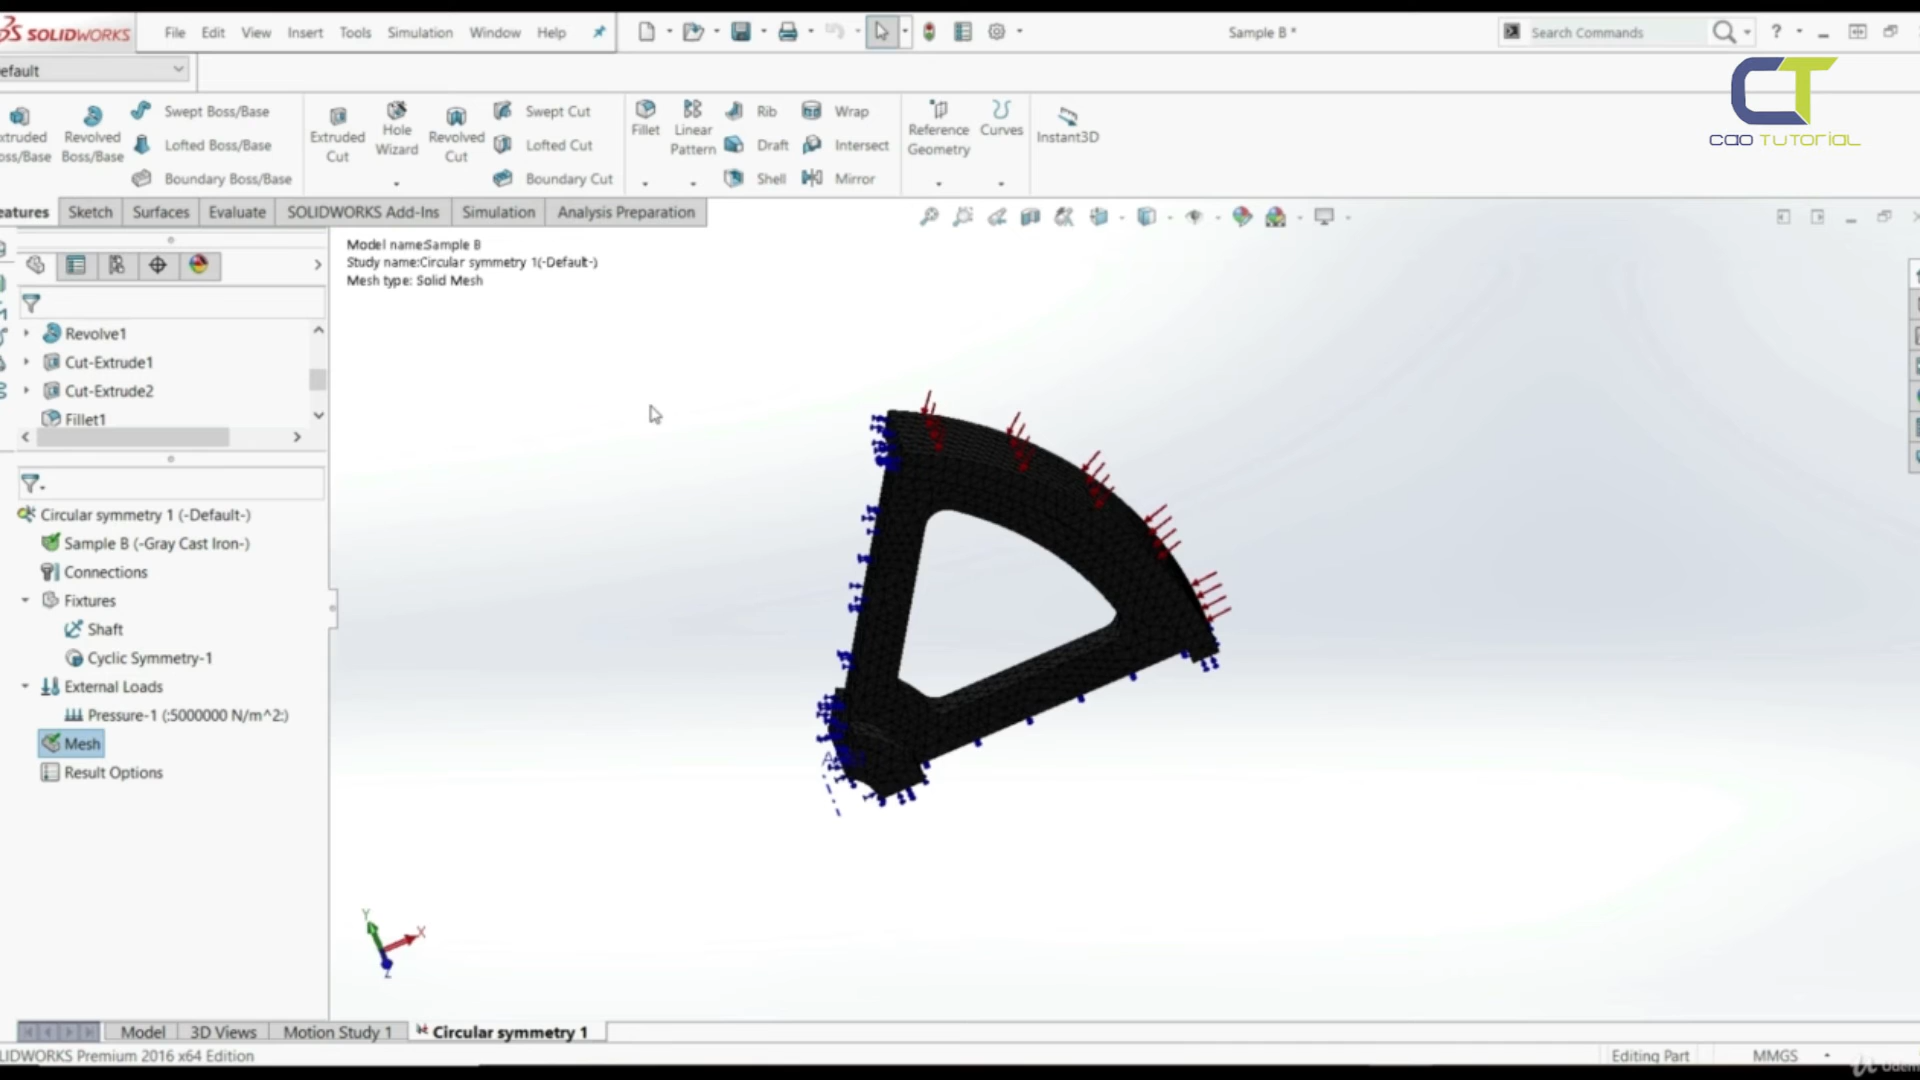 SOLIDWORKS File Edit View Insert Tools Simulation Window Help Sample B * Search Commands ?
efault
CT
CAO TUTORIAL
xtruded
oss/Base
Revolved
Boss/Base
Swept Boss/Base
Lofted Boss/Base
Boundary Boss/Base
Extruded
Cut
Hole
Wizard
Revolved
Cut
Swept Cut
Lofted Cut
Boundary Cut
Fillet
Linear
Pattern
Rib
Draft
Shell
Wrap
Intersect
Mirror
Reference
Geometry
Curves
Instant3D
eatures Sketch Surfaces Evaluate SOLIDWORKS Add-Ins Simulation Analysis Preparation
Model name:Sample B
Study name:Circular symmetry 1(-Default-)
Mesh type: Solid Mesh
Revolve1
Cut-Extrude1
Cut-Extrude2
Fillet1
Circular symmetry 1 (-Default-)
Sample B (-Gray Cast Iron-)
Connections
Fixtures
Shaft
Cyclic Symmetry-1
External Loads
Pressure-1 (:5000000 N/m^2:)
Mesh
Result Options
Y
X
Z
Model 3D Views Motion Study 1 Circular symmetry 1
LIDWORKS Premium 2016 x64 Edition Editing Part MMGS